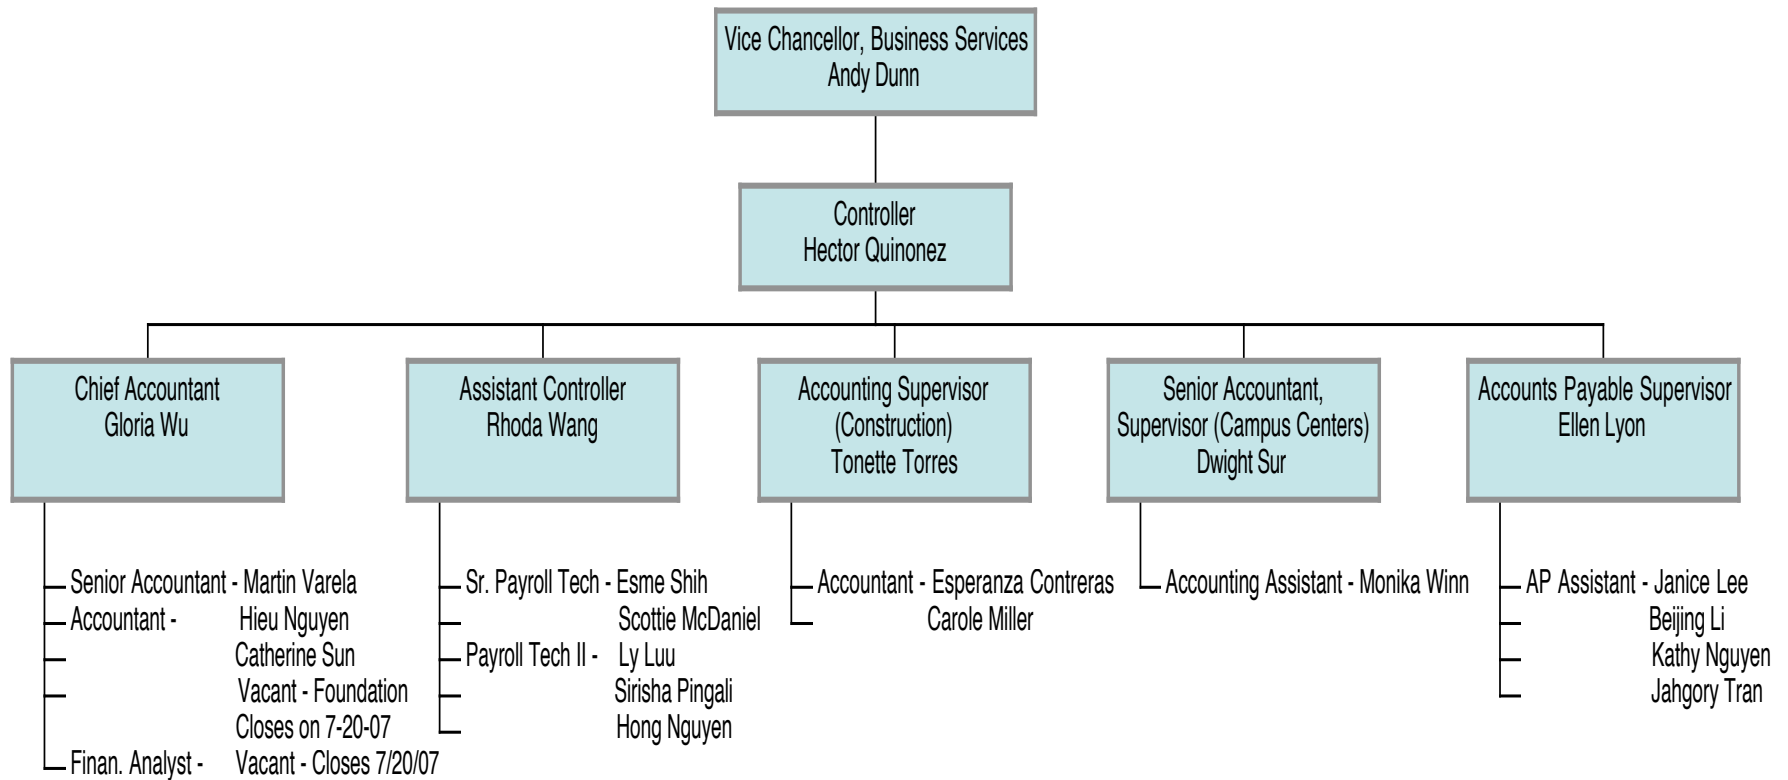 Vice Chancellor, Business Services
Andy Dunn
Controller
Hector Quinonez
Chief Accountant
Gloria Wu
Assistant Controller
Rhoda Wang
Accounting Supervisor
(Construction)
Tonette Torres
Senior Accountant,
Supervisor (Campus Centers)
Dwight Sur
Accounts Payable Supervisor
Ellen Lyon
Senior Accountant - Martin Varela
Accountant - Hieu Nguyen
Catherine Sun
Vacant - Foundation
Closes on 7-20-07
Finan. Analyst - Vacant - Closes 7/20/07
Sr. Payroll Tech - Esme Shih
Scottie McDaniel
Payroll Tech II - Ly Luu
Sirisha Pingali
Hong Nguyen
Accountant - Esperanza Contreras
Carole Miller
Accounting Assistant - Monika Winn
AP Assistant - Janice Lee
Beijing Li
Kathy Nguyen
Jahgory Tran